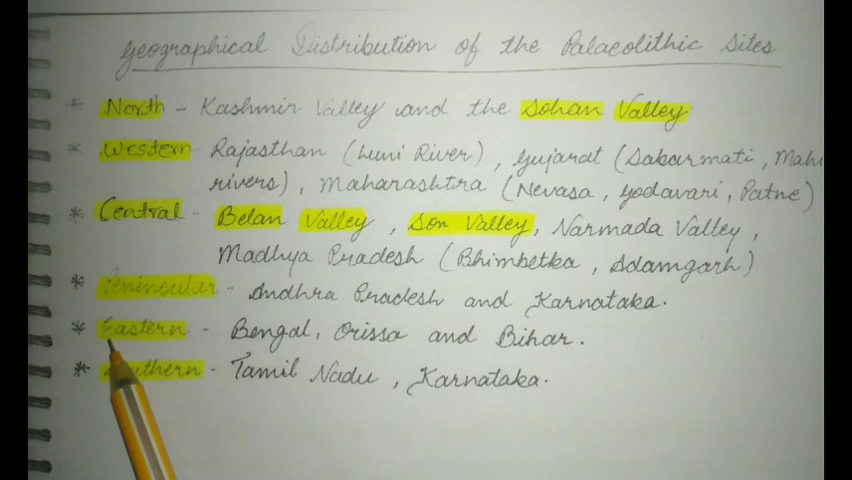 Geographical Distribution of the Palaeolithic Sites
* North - Kashmir Valley and the Sohan Valley
* Western - Rajasthan (Luni River), Gujarat (Sabarmati, Mahi
rivers), Maharashtra (Nevasa, Godavari, Patne)
* Central - Belan Valley, Son Valley, Narmada Valley,
Madhya Pradesh (Bhimbetka, Adamgarh)
* Peninsular - Andhra Pradesh and Karnataka.
* Eastern - Bengal, Orissa and Bihar.
* Southern - Tamil Nadu, Karnataka.